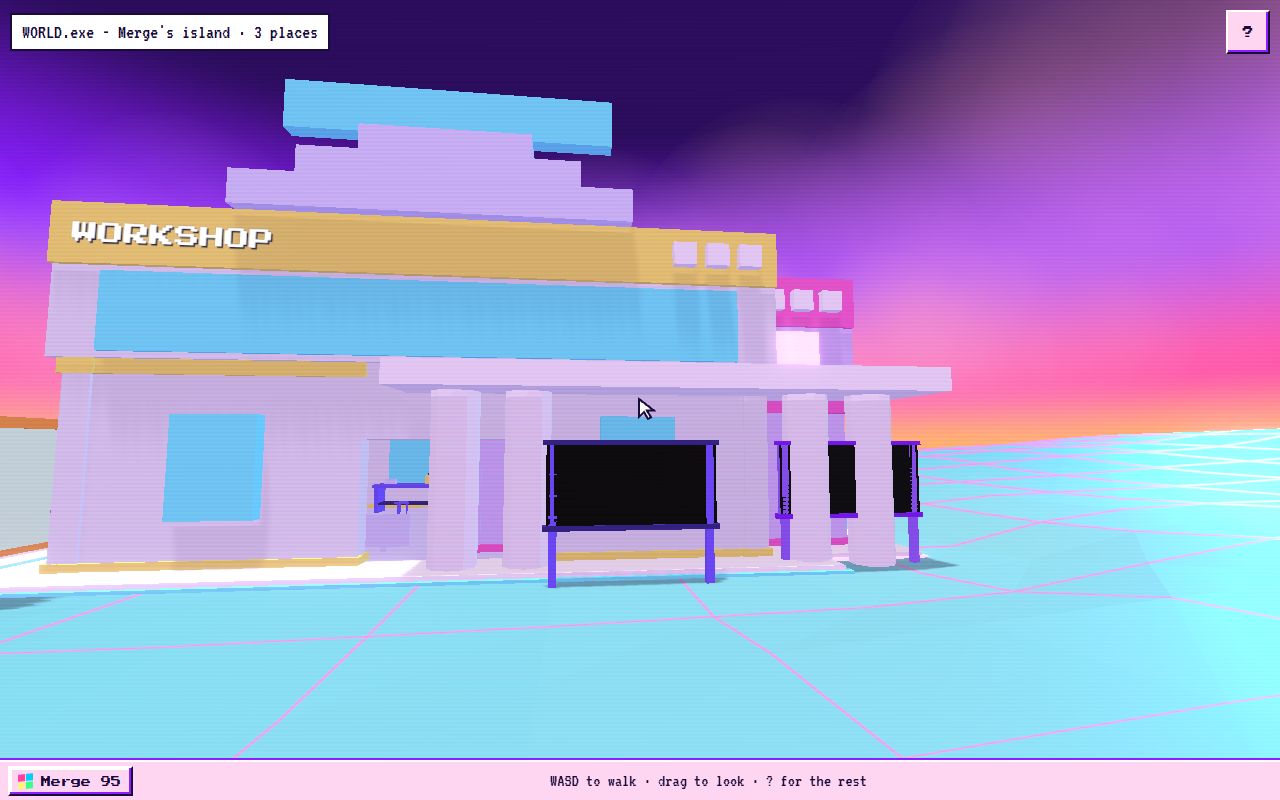 WORLD.exe - Merge's island · 3 places
?
WORKSHOP
Merge 95
WASD to walk · drag to look · ? for the rest